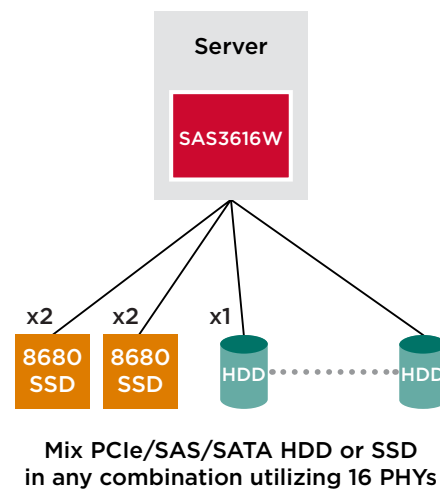 Server
SAS3616W
x2
x2
x1
8680
SSD
8680
SSD
HDD
HDD
Mix PCIe/SAS/SATA HDD or SSD
in any combination utilizing 16 PHYs